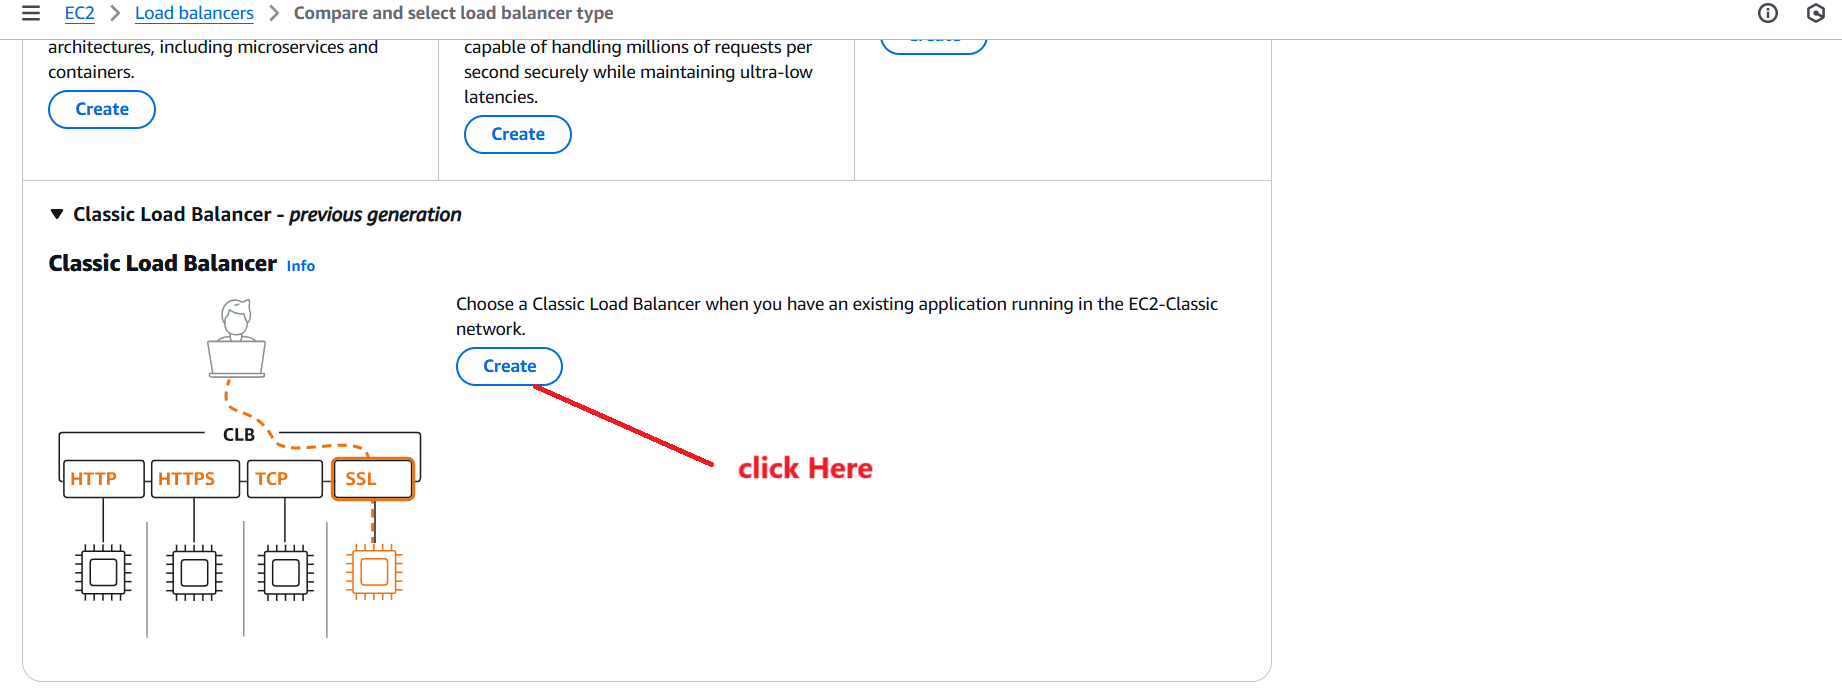 EC2 > Load balancers > Compare and select load balancer type
architectures, including microservices and
containers.
Create
capable of handling millions of requests per
second securely while maintaining ultra-low
latencies.
Create
Create
Classic Load Balancer - previous generation
Classic Load Balancer Info
Choose a Classic Load Balancer when you have an existing application running in the EC2-Classic
network.
Create
click Here
CLB
HTTP HTTPS TCP SSL